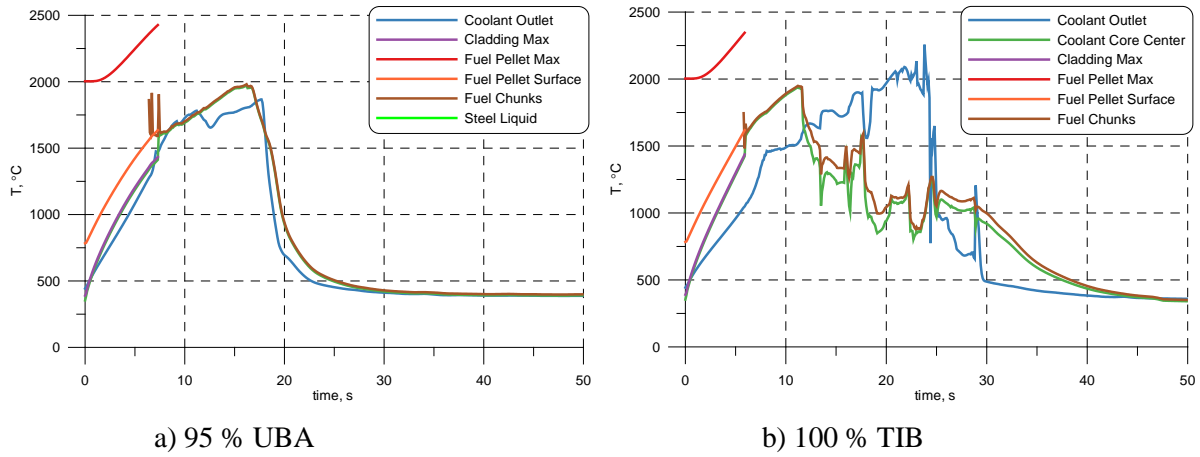 2500
2000
1500
1000
500
0
T, °C
0
10
20
30
40
50
time, s
Coolant Outlet
Cladding Max
Fuel Pellet Max
Fuel Pellet Surface
Fuel Chunks
Steel Liquid
a) 95 % UBA
2500
2000
1500
1000
500
0
T, °C
0
10
20
30
40
50
time, s
Coolant Outlet
Coolant Core Center
Cladding Max
Fuel Pellet Max
Fuel Pellet Surface
Fuel Chunks
b) 100 % TIB